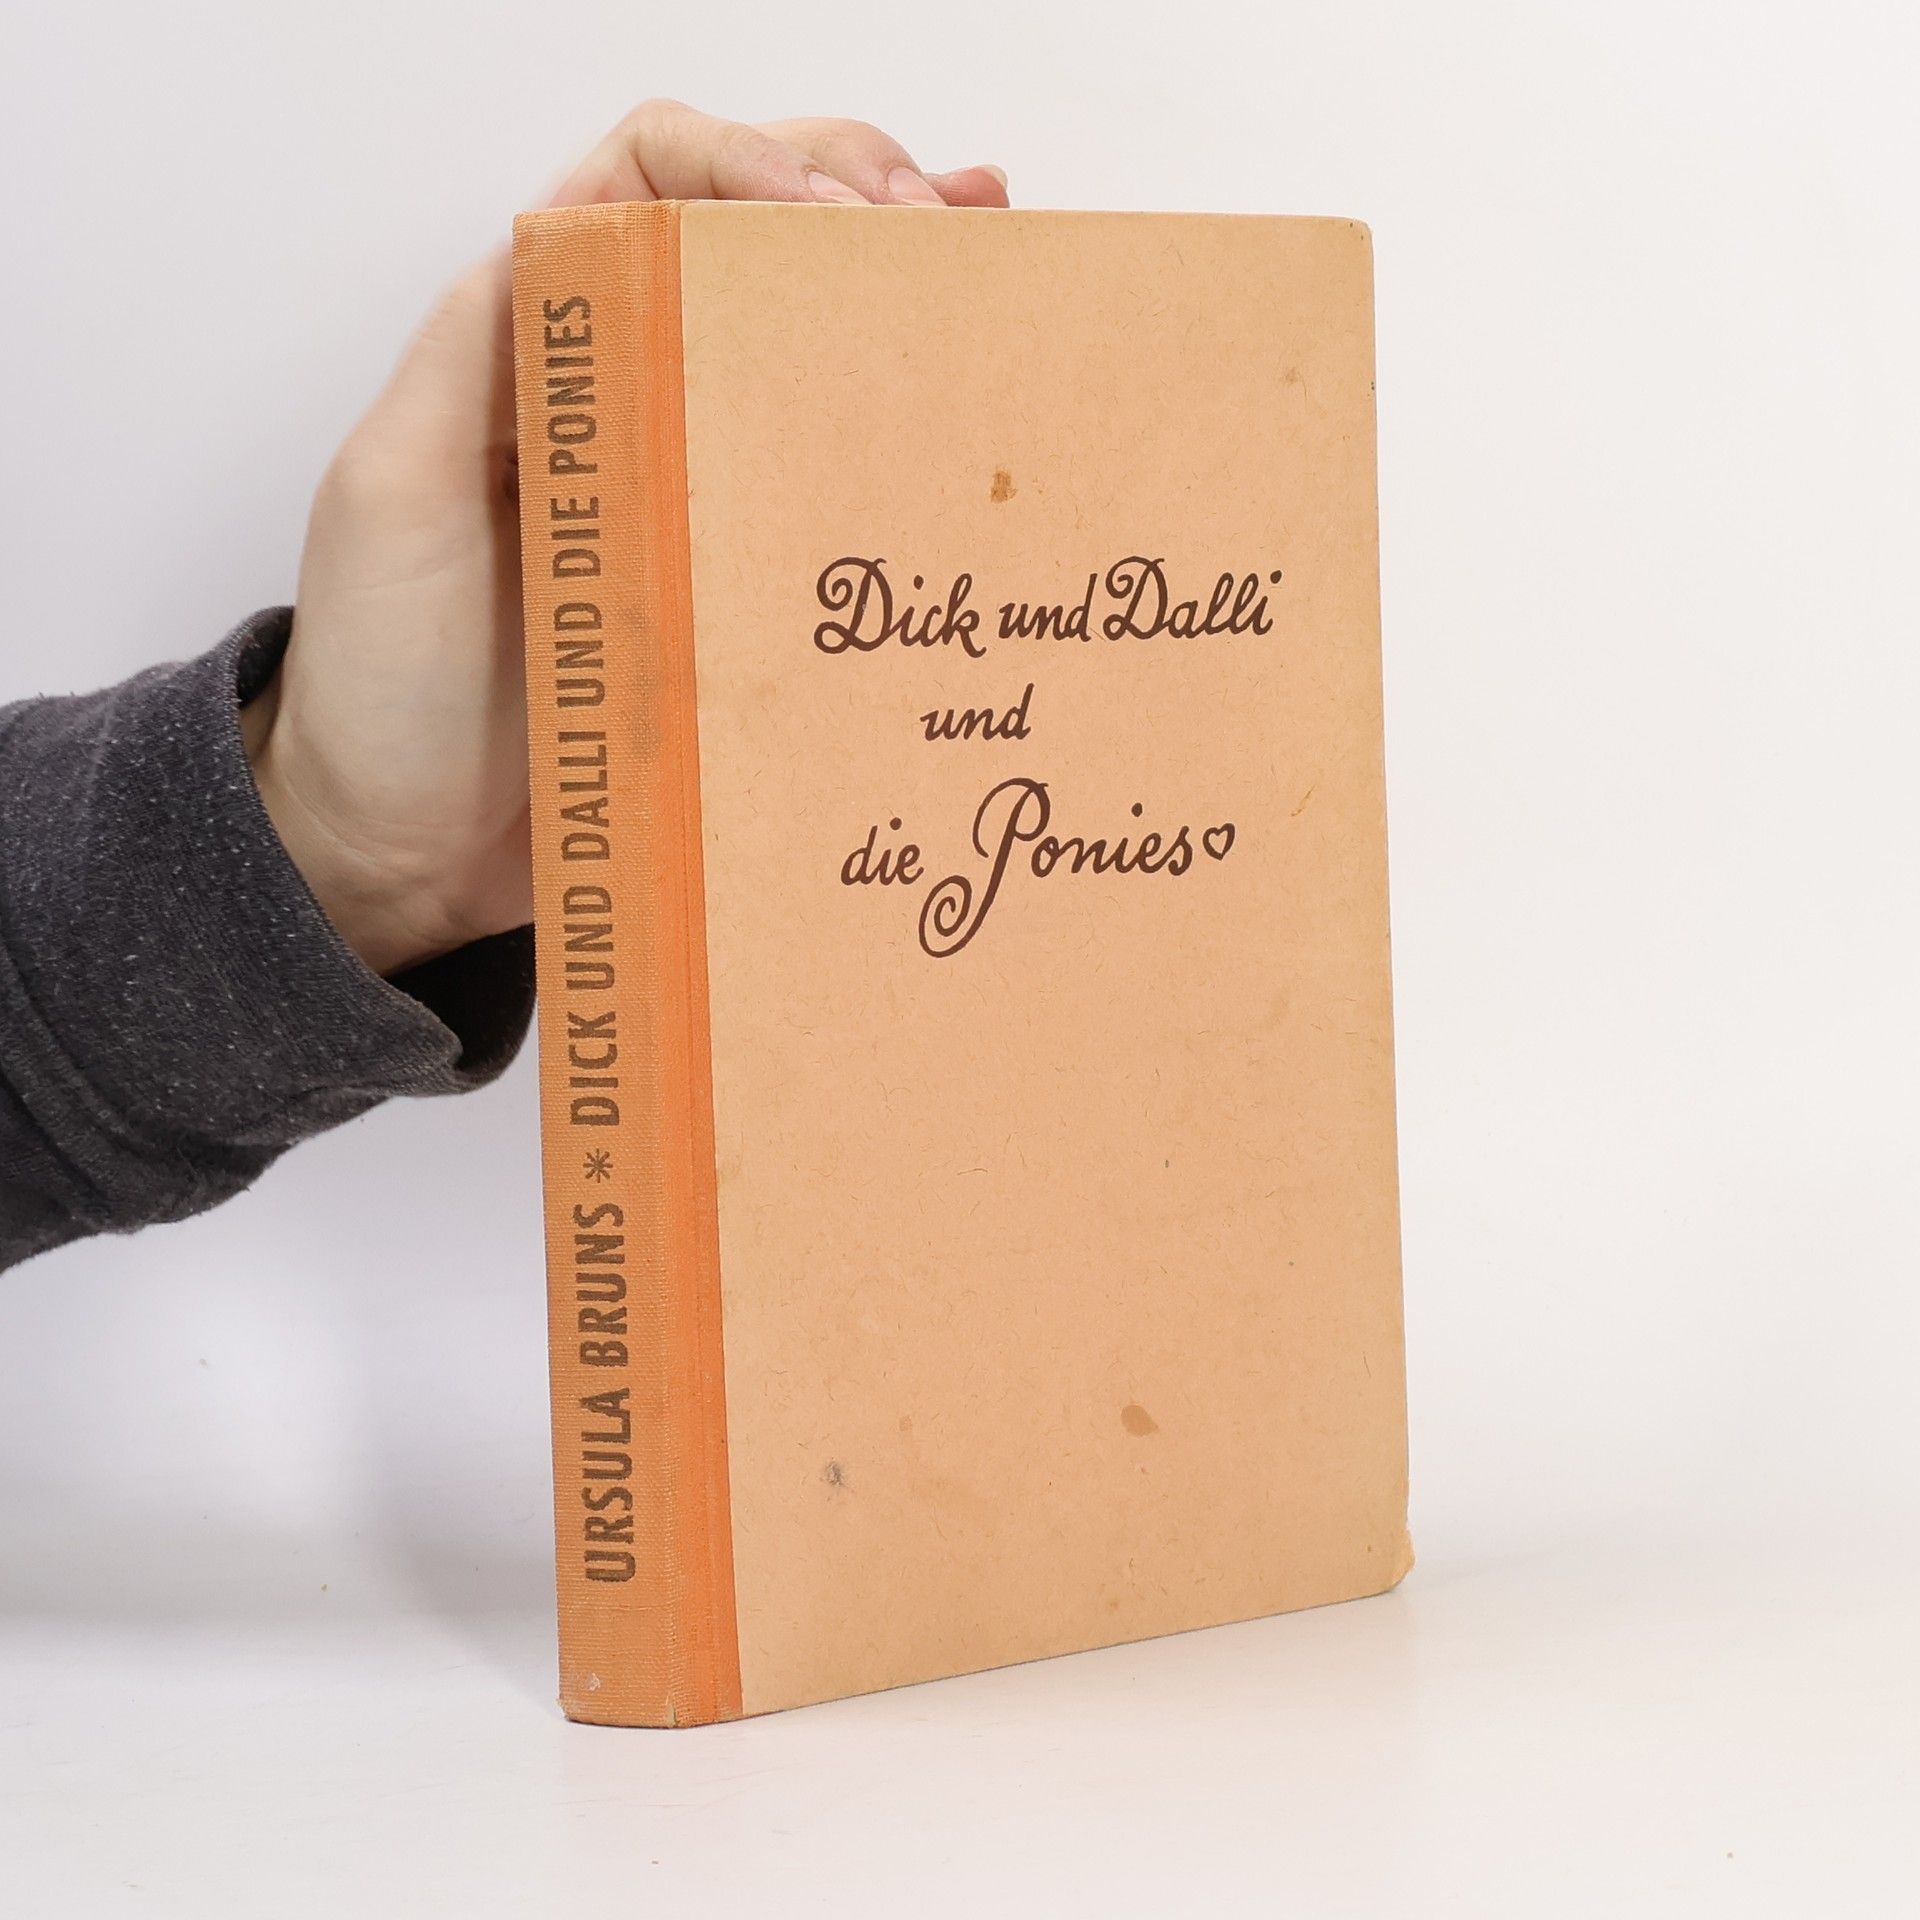 URSULA BRUNS * DICK UND DALLI UND DIE PONIES
Dick und Dalli
und
die Ponies